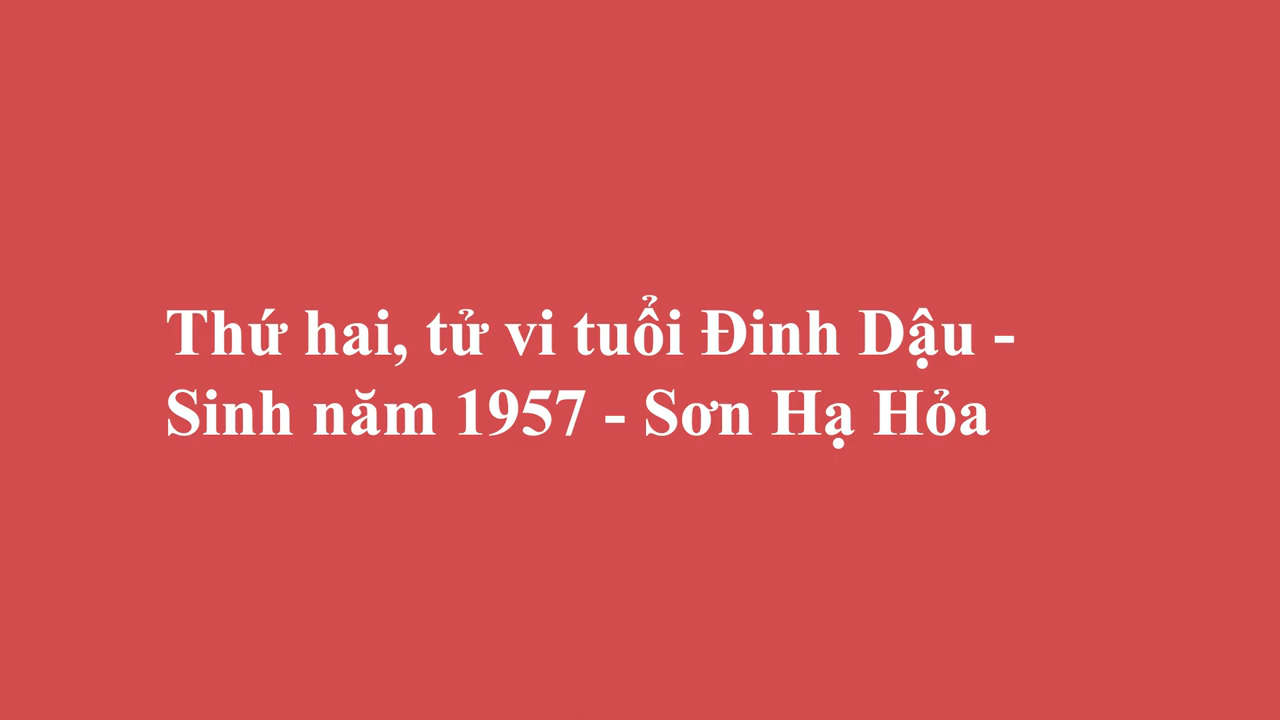 Thứ hai, tử vi tuổi Đinh Dậu -
Sinh năm 1957 - Sơn Hạ Hỏa